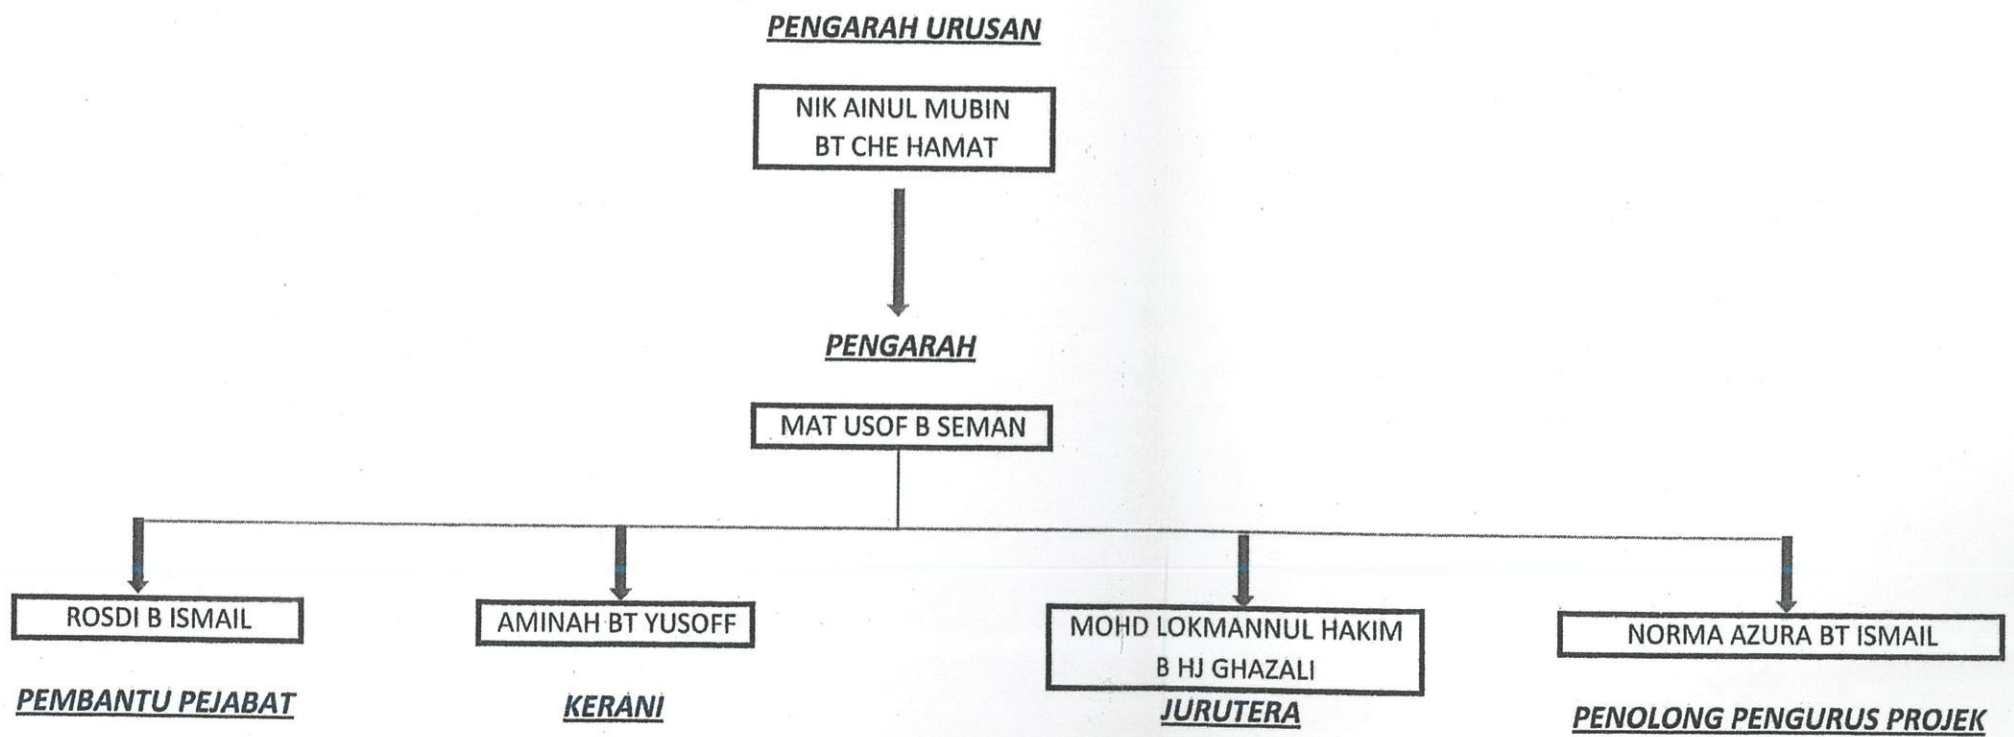 PENGARAH URUSAN
NIK AINUL MUBIN
BT CHE HAMAT
PENGARAH
MAT USOF B SEMAN
ROSDI B ISMAIL
PEMBANTU PEJABAT
AMINAH BT YUSOFF
KERANI
MOHD LOKMANNUL HAKIM
B HJ GHAZALI
JURUTERA
NORMA AZURA BT ISMAIL
PENOLONG PENGURUS PROJEK